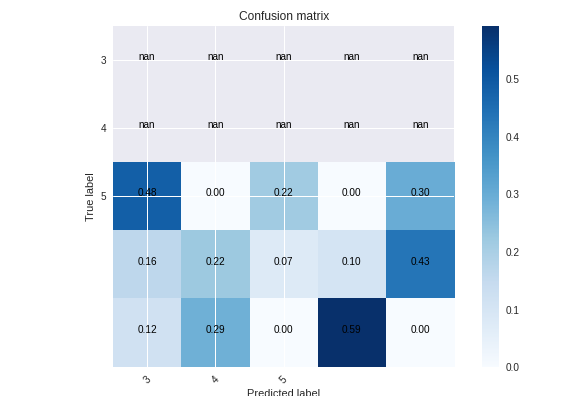 Confusion matrix
3 nan nan nan nan nan
4 nan nan nan nan nan
5 0.48 0.00 0.22 0.00 0.30
0.16 0.22 0.07 0.10 0.43
0.12 0.29 0.00 0.59 0.00
True label
3 4 5
Predicted label
0.5
0.4
0.3
0.2
0.1
0.0